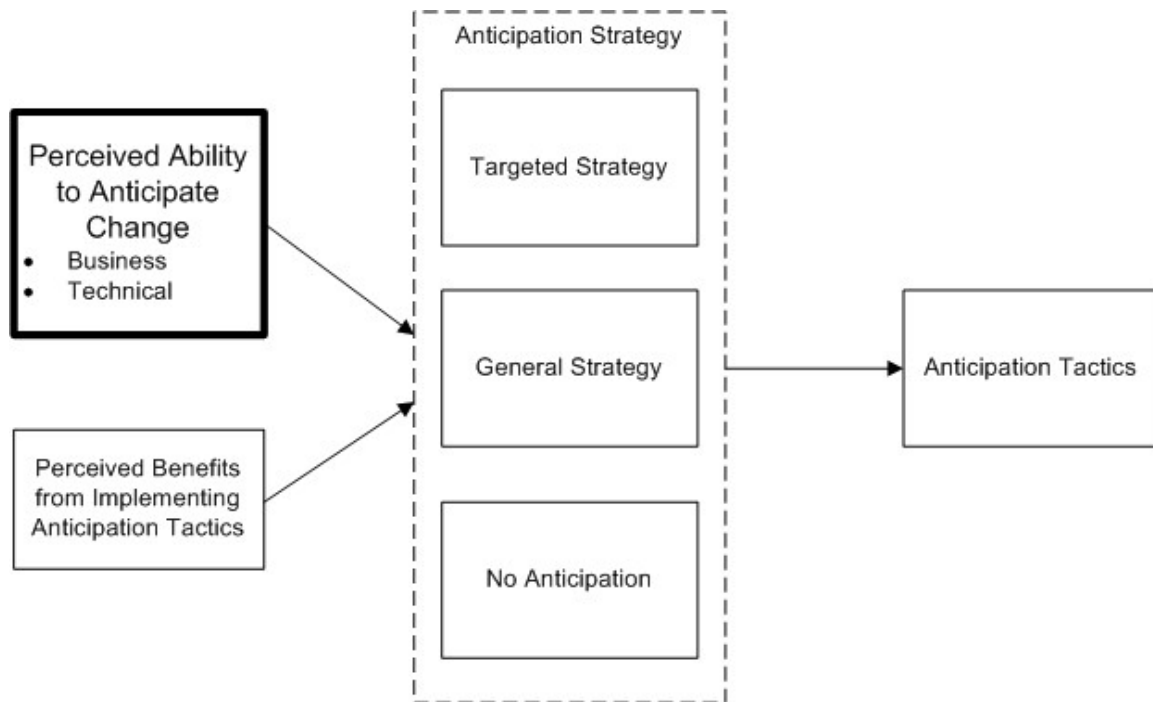 Anticipation Strategy
Perceived Ability
to Anticipate
Change
• Business
• Technical
Perceived Benefits
from Implementing
Anticipation Tactics
Targeted Strategy
General Strategy
No Anticipation
Anticipation Tactics